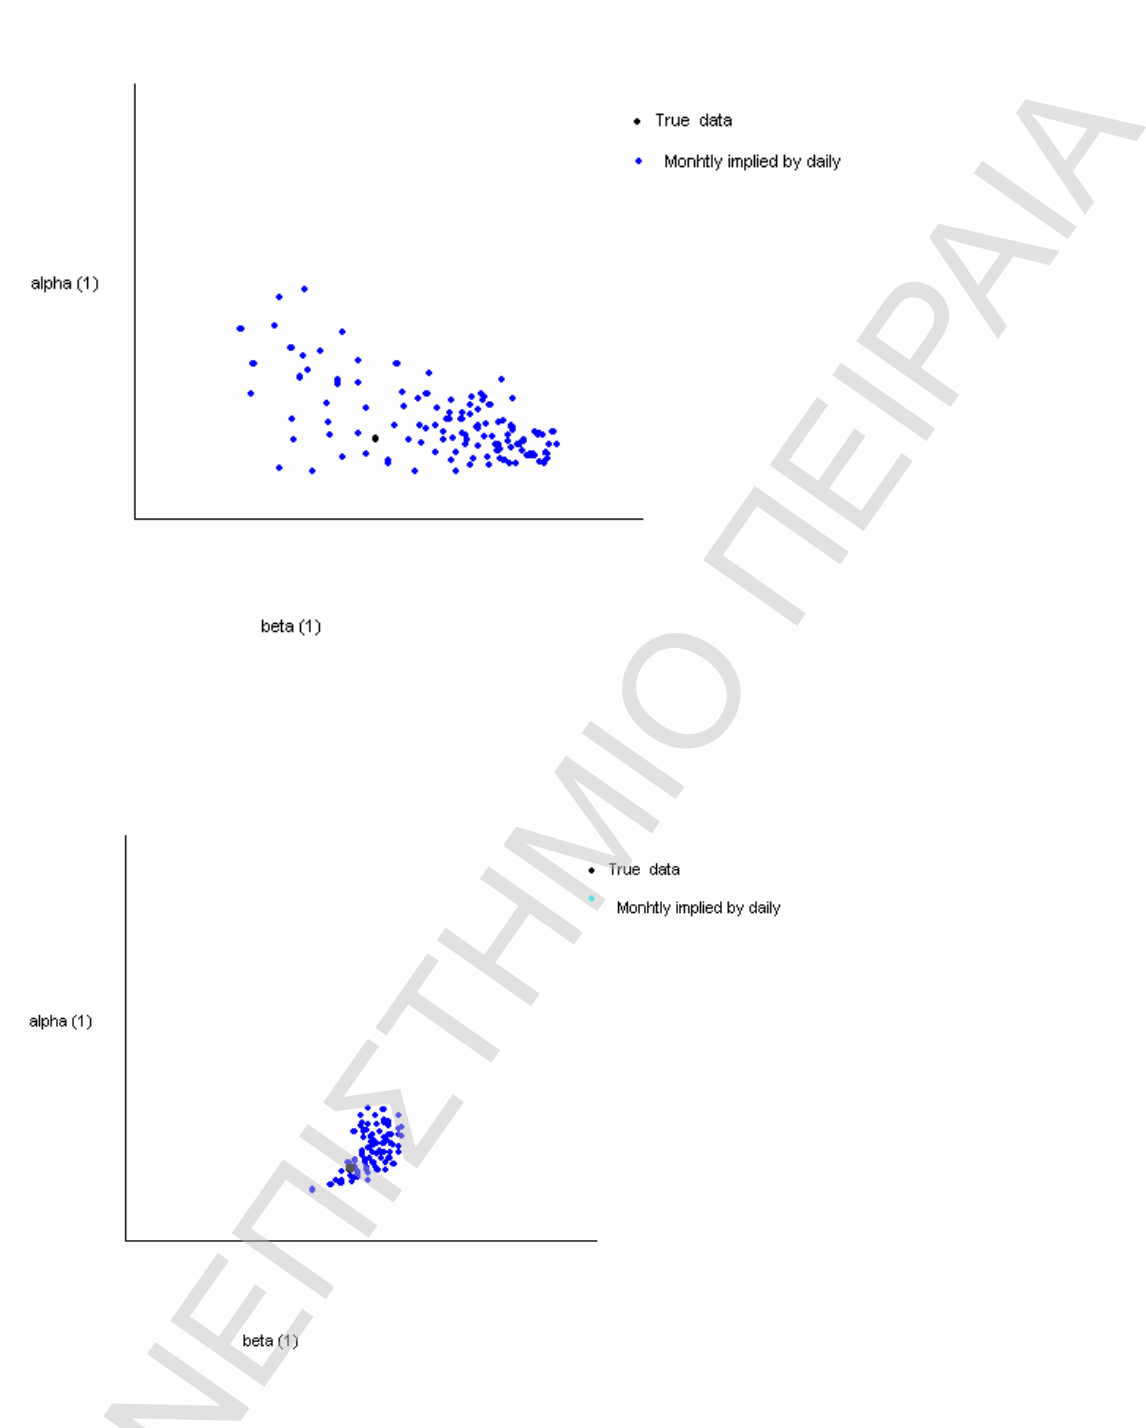 True data
Monhtly implied by daily
alpha (1)
beta (1)
True data
Monhtly implied by daily
alpha (1)
beta (1)
ΝΕΠΙΣΤΗΜΙΟ ΠΕΙΡΑΙΑ